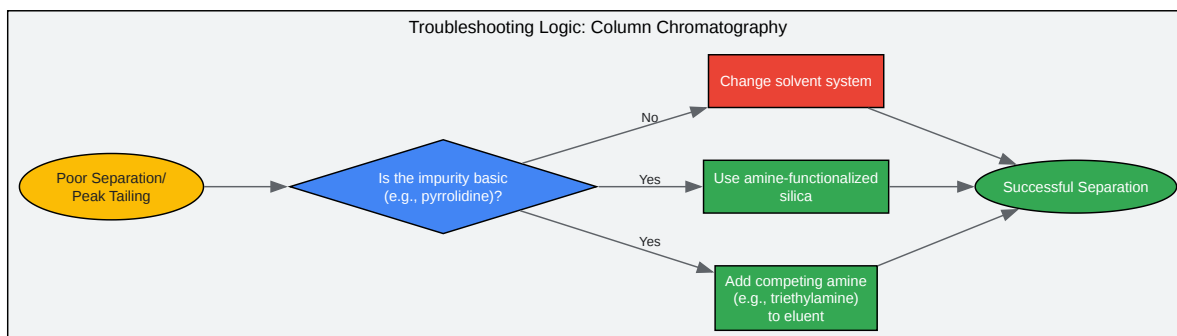 Troubleshooting Logic: Column Chromatography
Poor Separation/
Peak Tailing
Is the impurity basic
(e.g., pyrrolidine)?
No
Yes
Yes
Change solvent system
Use amine-functionalized
silica
Add competing amine
(e.g., triethylamine)
to eluent
Successful Separation